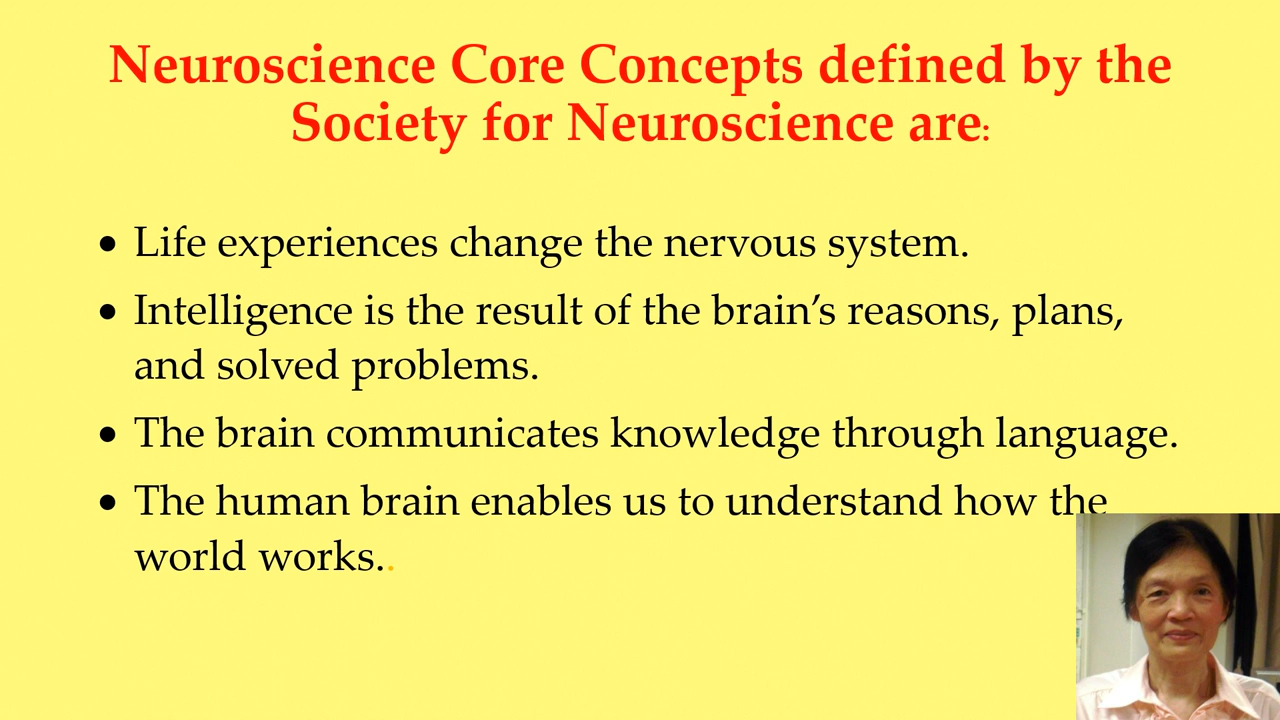 Neuroscience Core Concepts defined by the
Society for Neuroscience are:
• Life experiences change the nervous system.
• Intelligence is the result of the brain’s reasons, plans,
and solved problems.
• The brain communicates knowledge through language.
• The human brain enables us to understand how the
world works..